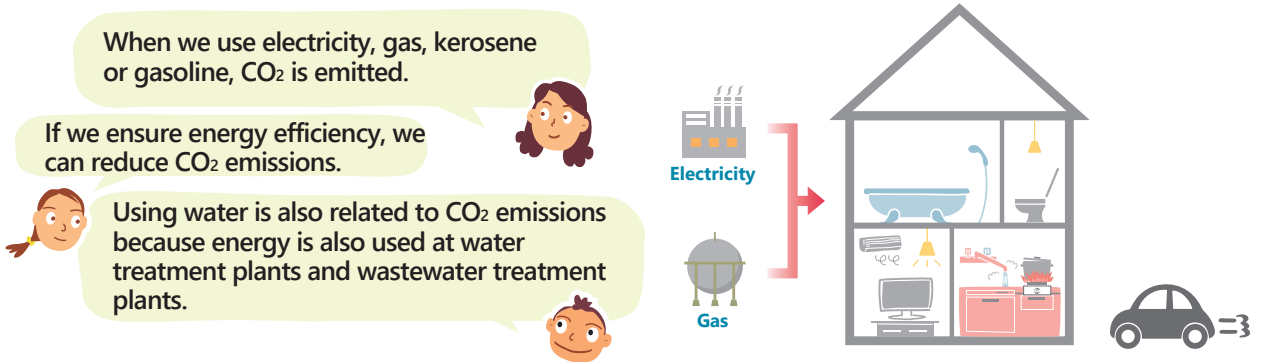 When we use electricity, gas, kerosene
or gasoline, CO₂ is emitted.
If we ensure energy efficiency, we
can reduce CO₂ emissions.
Using water is also related to CO₂ emissions
because energy is also used at water
treatment plants and wastewater treatment
plants.
Electricity
Gas